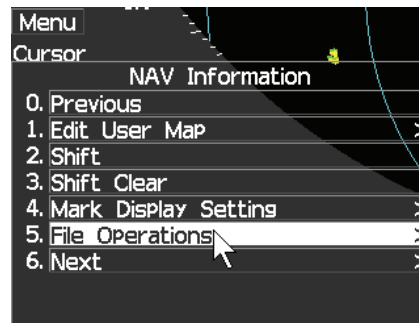 Menu
Cursor
NAV Information
0. Previous
1. Edit User Map >
2. Shift
3. Shift Clear
4. Mark Display Setting >
5. File Operations >
6. Next >